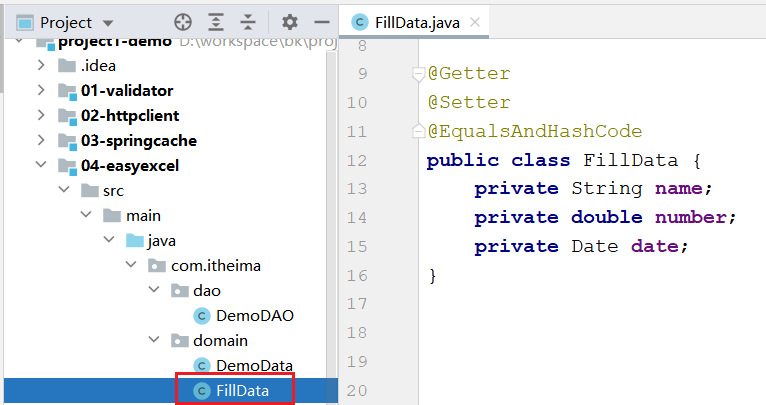 Project
project1-demo D:\workspace\bk\proj
.idea
01-validator
02-httpclient
03-springcache
04-easyexcel
src
main
java
com.itheima
dao
DemoDAO
domain
DemoData
FillData
FillData.java
8
9 @Getter
10 @Setter
11 @EqualsAndHashCode
12 public class FillData {
13 private String name;
14 private double number;
15 private Date date;
16 }
17
18
19
20